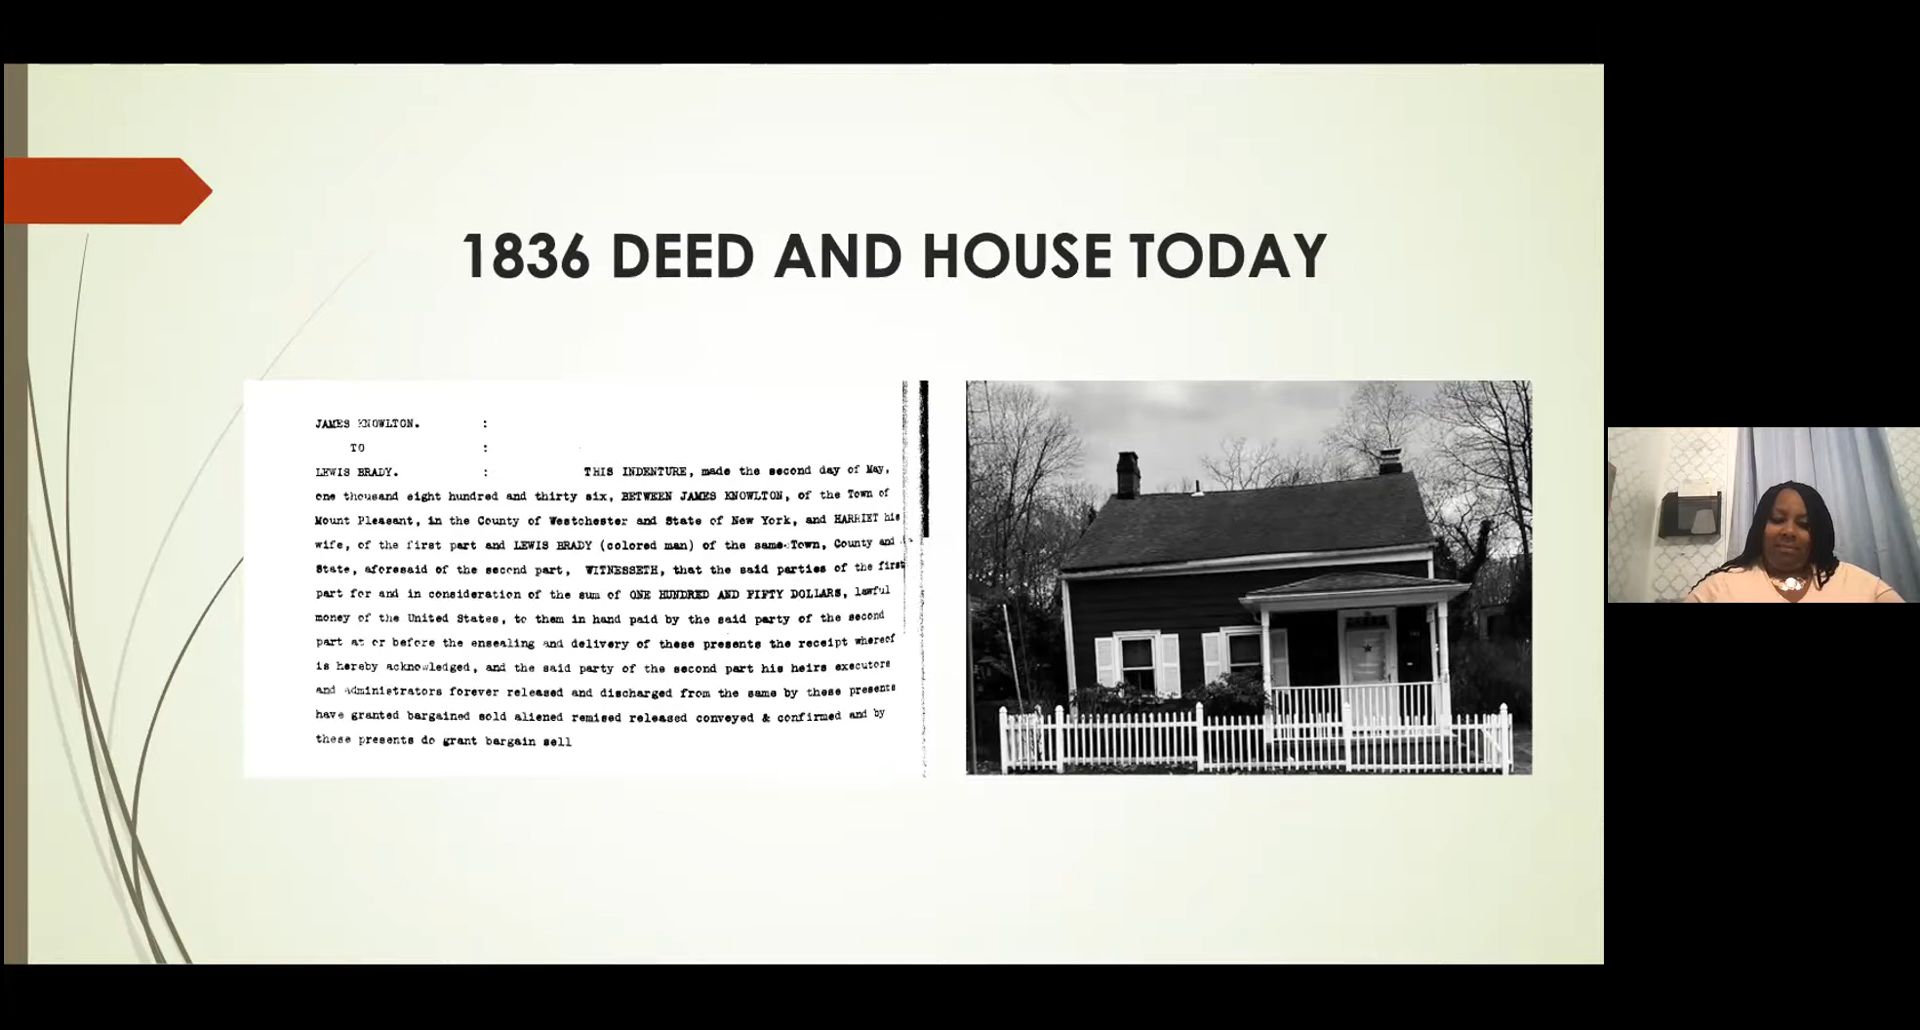 1836 DEED AND HOUSE TODAY
JAMES KNOWLTON. :
TO :
LEWIS BRADY. : THIS INDENTURE, made the second day of May,
one thousand eight hundred and thirty six, BETWEEN JAMES KNOWLTON, of the Town of
Mount Pleasant, in the County of Westchester and State of New York, and HARRIET his
wife, of the first part and LEWIS BRADY (colored man) of the same Town, County and
State, aforesaid of the second part, WITNESSETH, that the said parties of the first
part for and in consideration of the sum of ONE HUNDRED AND FIFTY DOLLARS, lawful
money of the United States, to them in hand paid by the said party of the second
part at or before the ensealing and delivery of these presents the receipt whereof
is hereby acknowledged, and the said party of the second part his heirs executors
and administrators forever released and discharged from the same by these presents
have granted bargained sold aliened remised released conveyed & confirmed and by
these presents do grant bargain sell